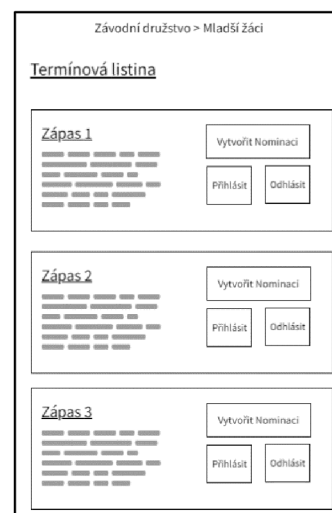 Závodní družstvo > Mladší žáci
Termínová listina
Zápas 1
Vytvořit Nominaci
Přihlásit
Odhlásit
Zápas 2
Vytvořit Nominaci
Přihlásit
Odhlásit
Zápas 3
Vytvořit Nominaci
Přihlásit
Odhlásit